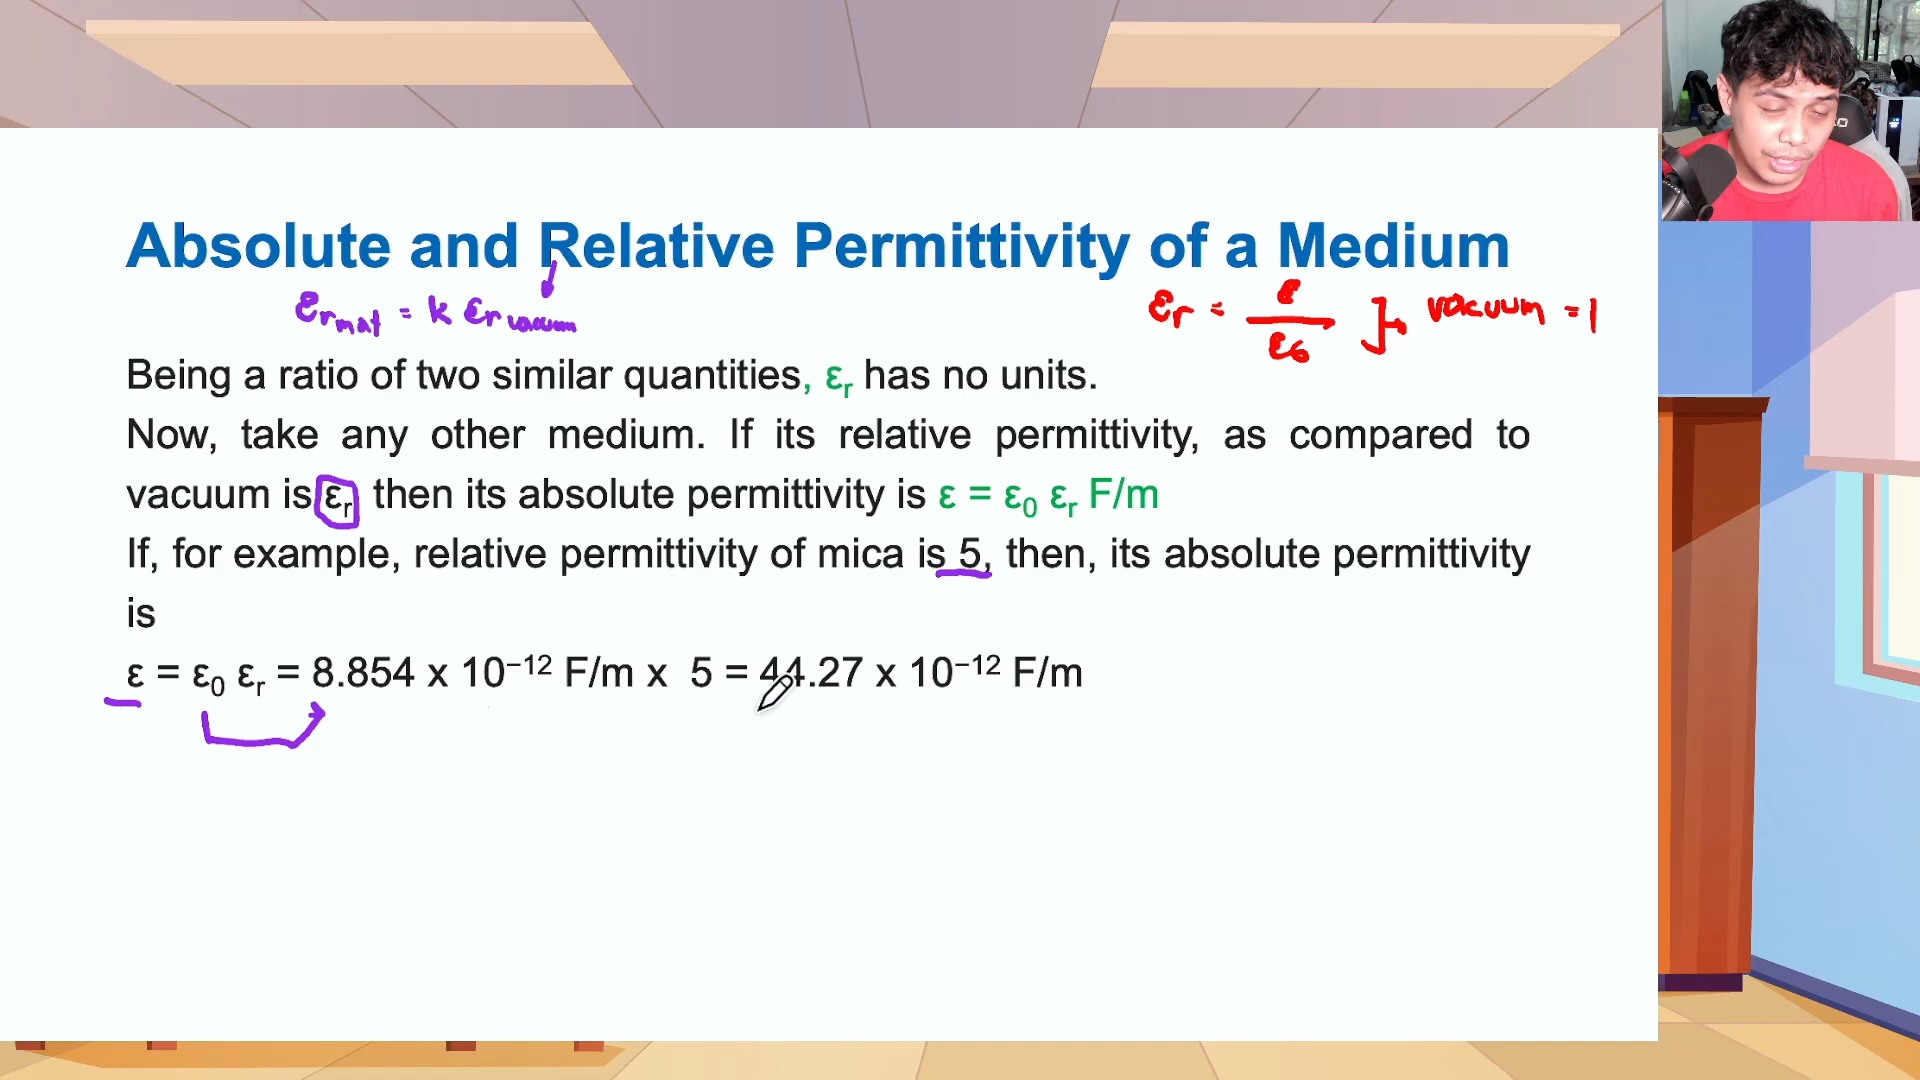 Absolute and Relative Permittivity of a Medium
εr mat = k εr vacuum
εr = ε / ε0 } vacuum = 1
Being a ratio of two similar quantities, εr has no units.
Now, take any other medium. If its relative permittivity, as compared to
vacuum is εr then its absolute permittivity is ε = ε0 εr F/m
If, for example, relative permittivity of mica is 5, then, its absolute permittivity
is
ε = ε0 εr = 8.854 x 10⁻¹² F/m x 5 = 44.27 x 10⁻¹² F/m